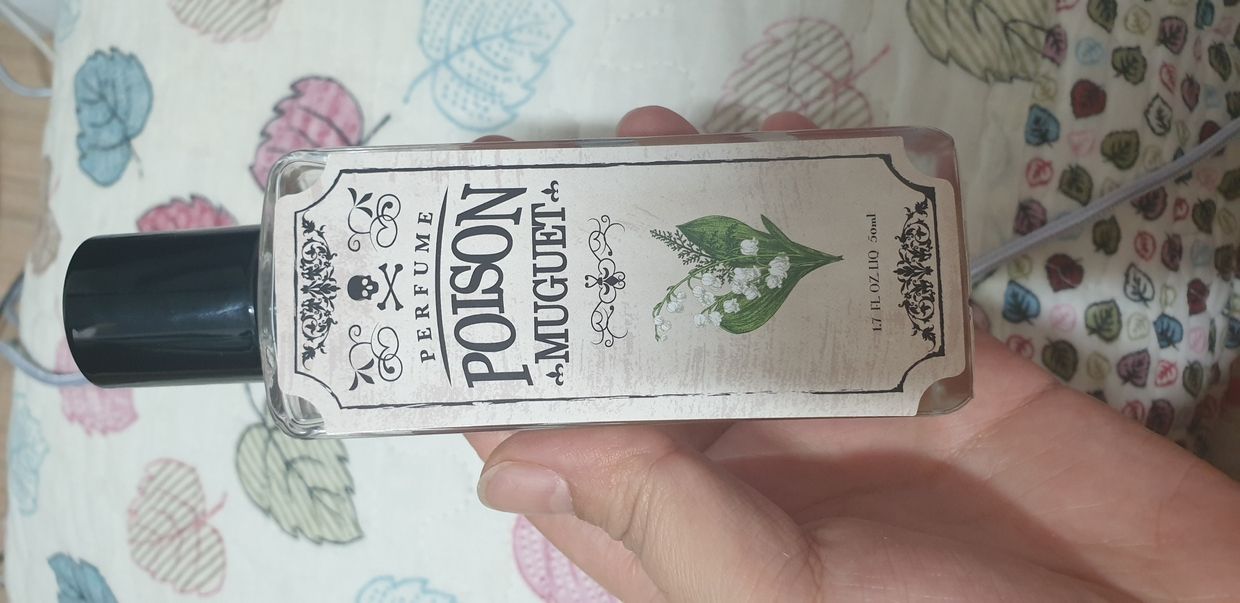 PERFUME
POISON
MUGUET
1.7 FL OZ LIQ 50ml